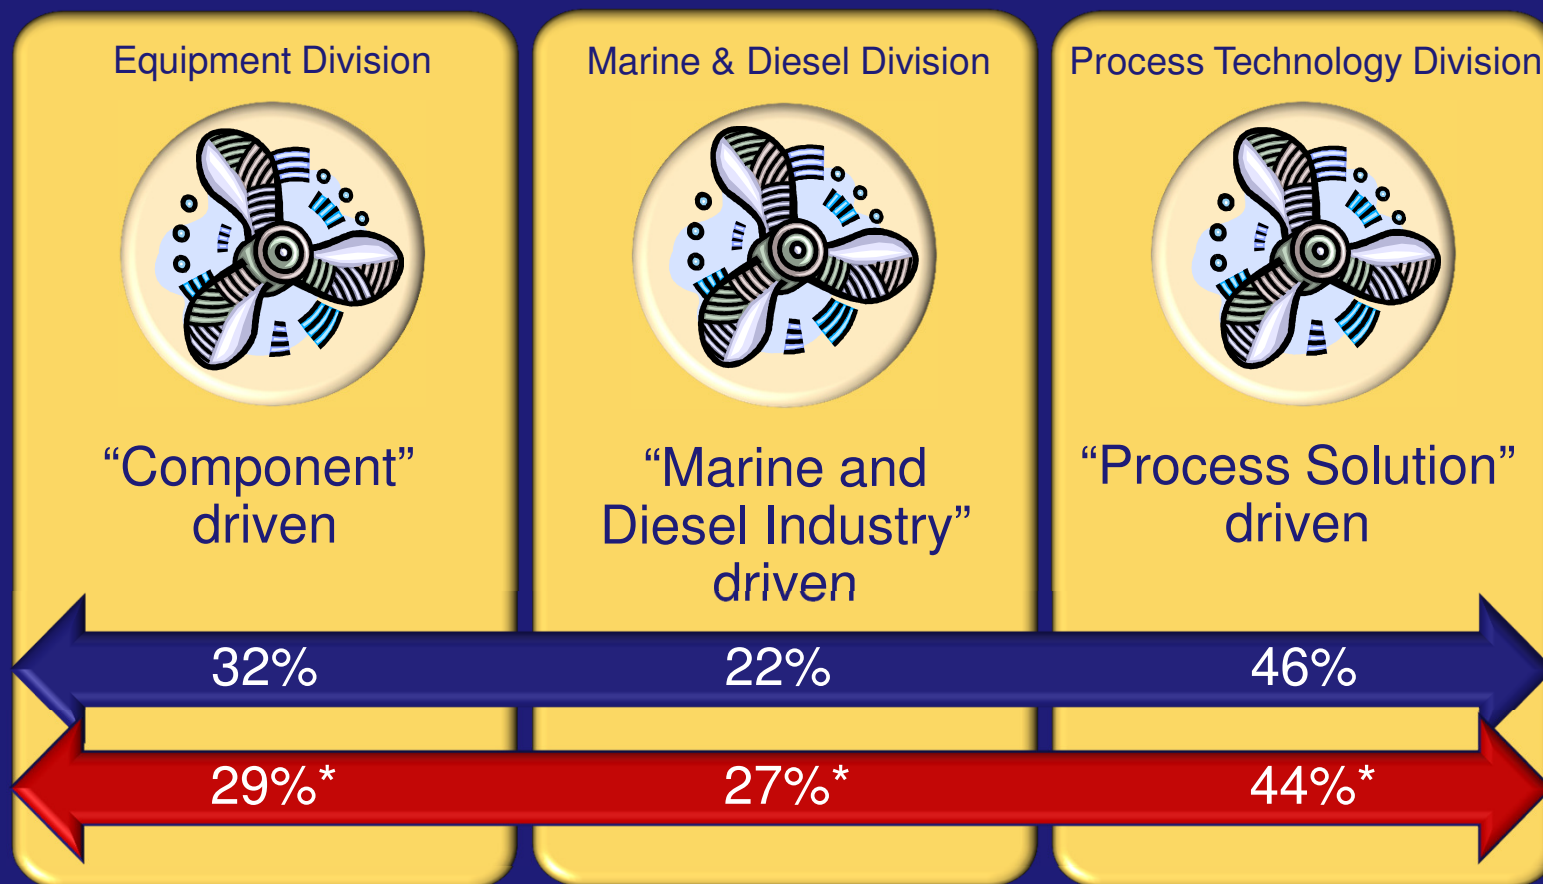 Equipment Division
Marine & Diesel Division
Process Technology Division
“Component”
driven
“Marine and
Diesel Industry”
driven
“Process Solution”
driven
32%
22%
46%
29%*
27%*
44%*